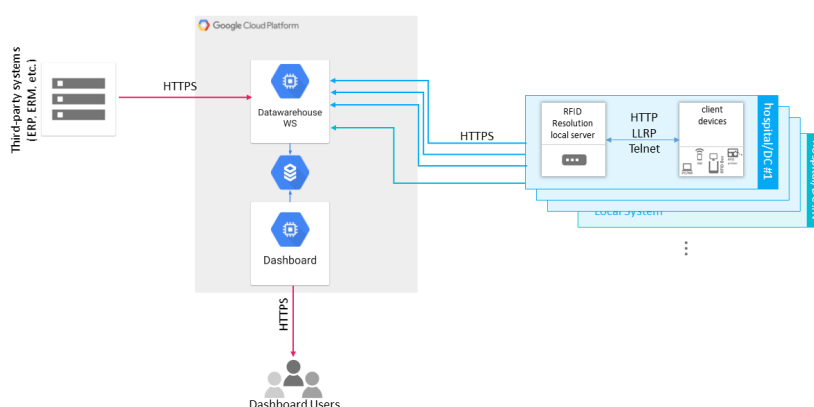 Google Cloud Platform
Third-party systems
(ERP, ERM, etc.)
HTTPS
Datawarehouse
WS
Dashboard
HTTPS
Dashboard Users
HTTPS
RFID
Resolution
local server
HTTP
LLRP
Telnet
client
devices
hospital/DC #1
Local System